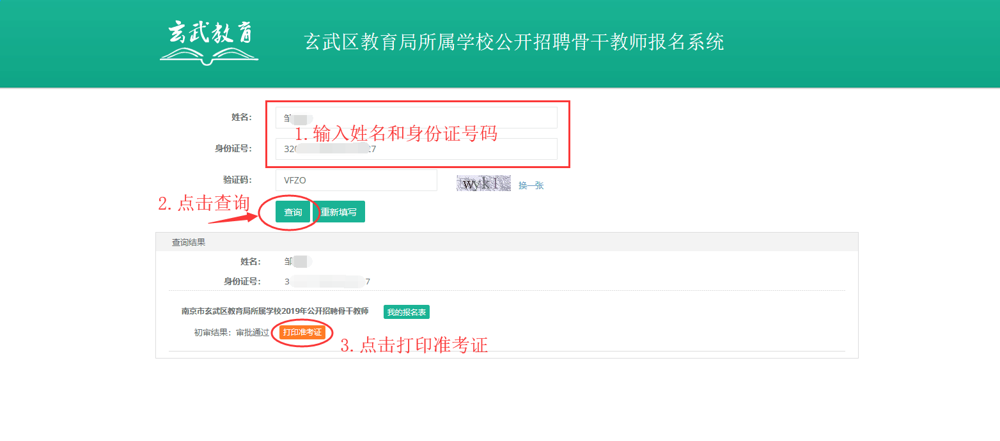 玄武教育
玄武区教育局所属学校公开招聘骨干教师报名系统
姓名: 邹
1.输入姓名和身份证号码
身份证号: 320 27
验证码: VFZO wykl 换一张
2.点击查询
查询 重新填写
查询结果
姓名: 邹
身份证号: 3 7
南京市玄武区教育局所属学校2019年公开招聘骨干教师 我的报名表
初审结果：审批通过 打印准考证
3.点击打印准考证